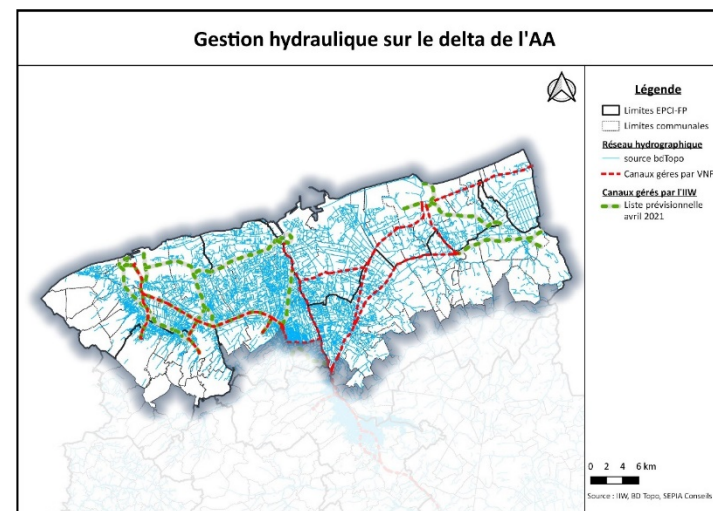 Gestion hydraulique sur le delta de l'AA
Légende
Limites EPCI-FP
Limites communales
Réseau hydrographique
source bdTopo
Canaux gérés par VNF
Canaux gérés par l'IIW
Liste prévisionnelle
avril 2021
0 2 4 6 km
Source : IIW, BD Topo, SEPIA Conseils